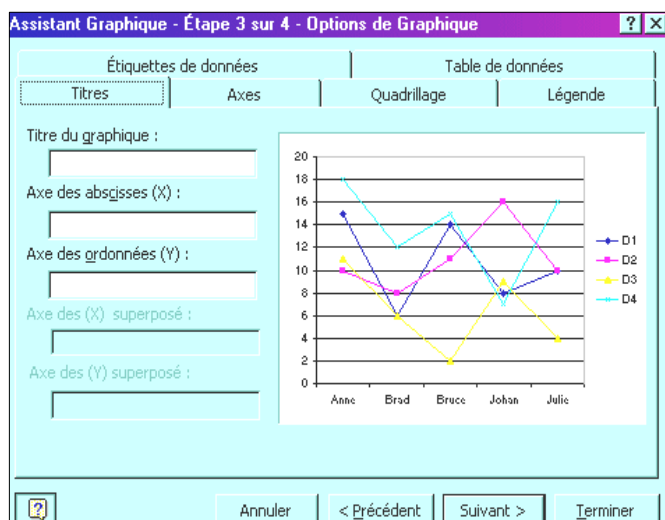 Assistant Graphique - Étape 3 sur 4 - Options de Graphique ? ×
Étiquettes de données Table de données
Titres Axes Quadrillage Légende
Titre du graphique :
Axe des abscisses (X) :
Axe des ordonnées (Y) :
Axe des (X) superposé :
Axe des (Y) superposé :
20
18
16
14
12
10
8
6
4
2
0
Anne Brad Bruce Johan Julie
D1
D2
D3
D4
? Annuler < Précédent Suivant > Terminer